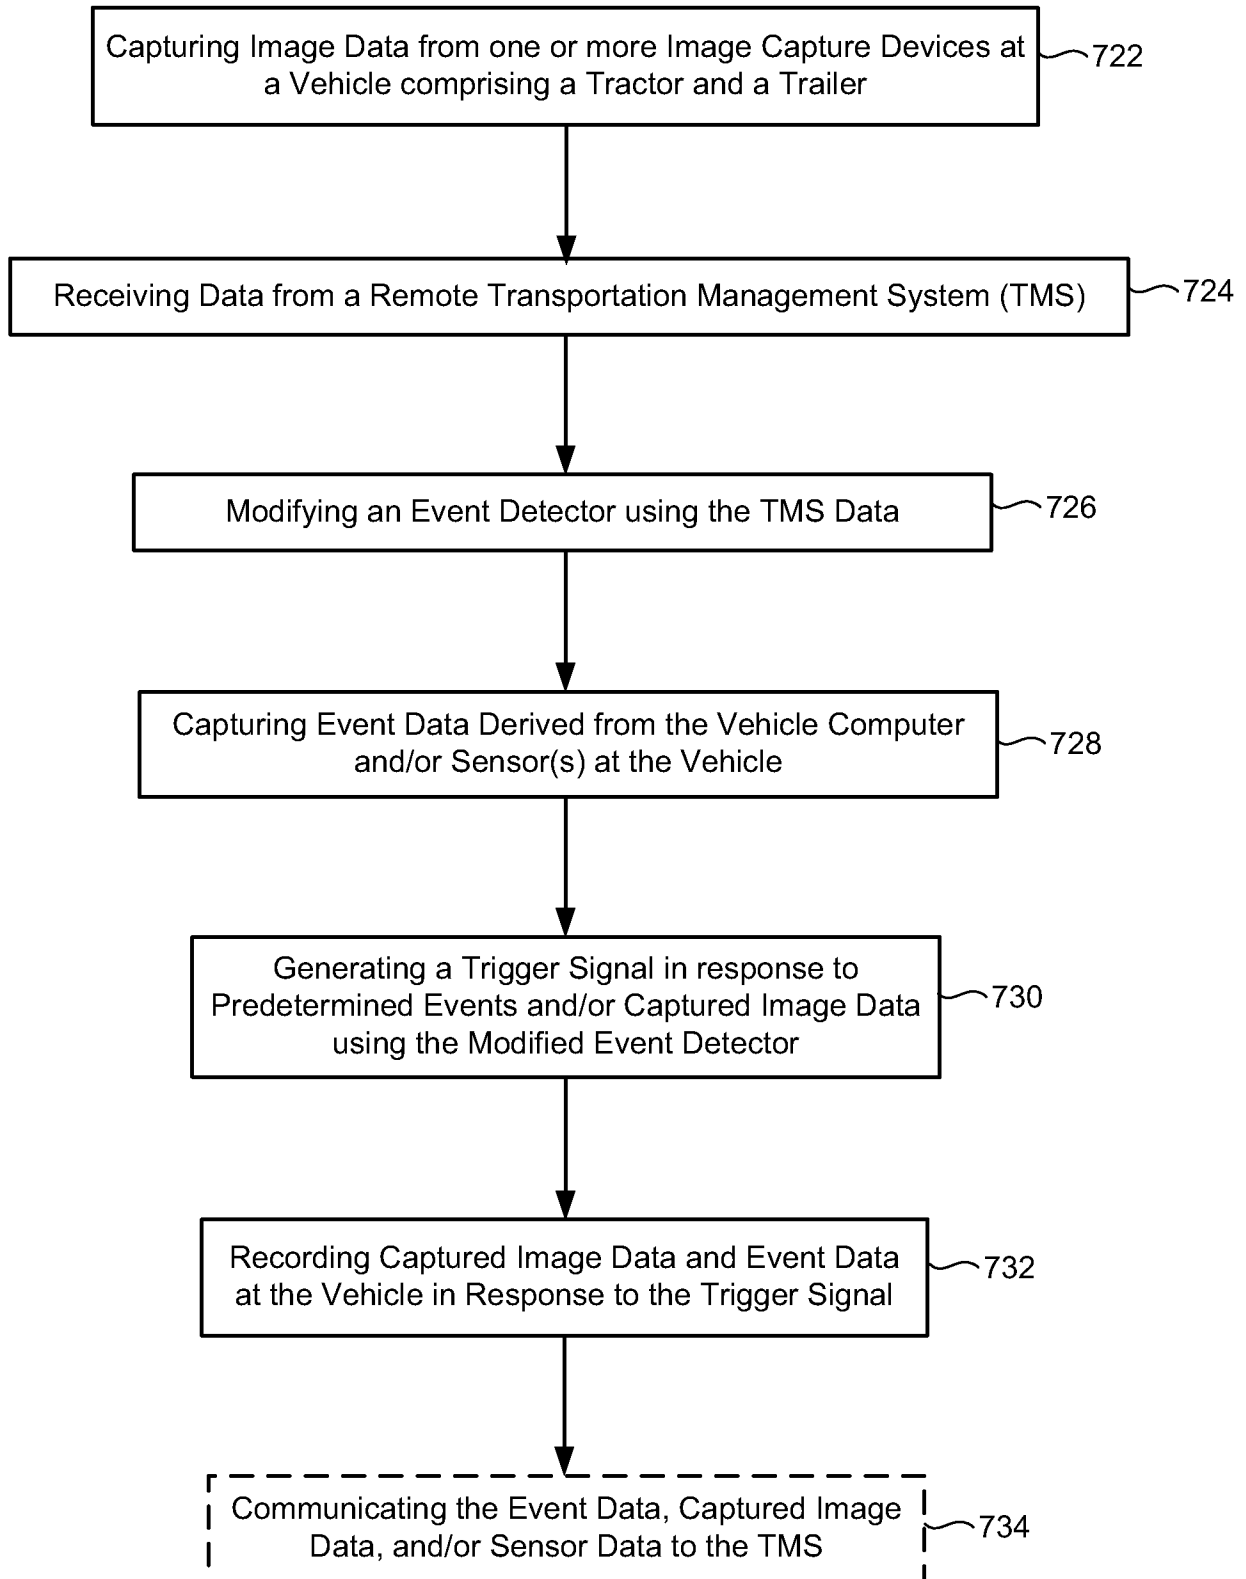 Capturing Image Data from one or more Image Capture Devices at
a Vehicle comprising a Tractor and a Trailer
722
Receiving Data from a Remote Transportation Management System (TMS)
724
Modifying an Event Detector using the TMS Data
726
Capturing Event Data Derived from the Vehicle Computer
and/or Sensor(s) at the Vehicle
728
Generating a Trigger Signal in response to
Predetermined Events and/or Captured Image Data
using the Modified Event Detector
730
Recording Captured Image Data and Event Data
at the Vehicle in Response to the Trigger Signal
732
Communicating the Event Data, Captured Image
Data, and/or Sensor Data to the TMS
734